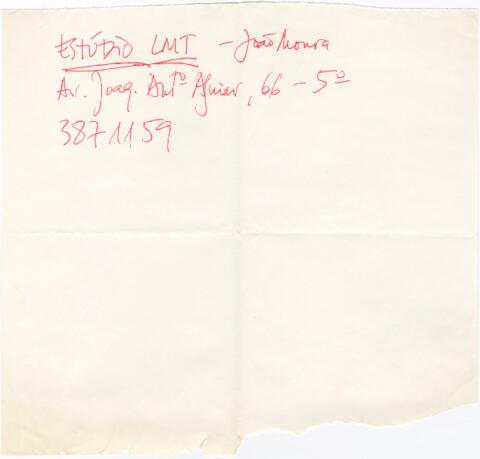 ESTÚDIO LMT - João Moura
Av. Joaq. Antº Aguiar, 66 - 5º
3871159